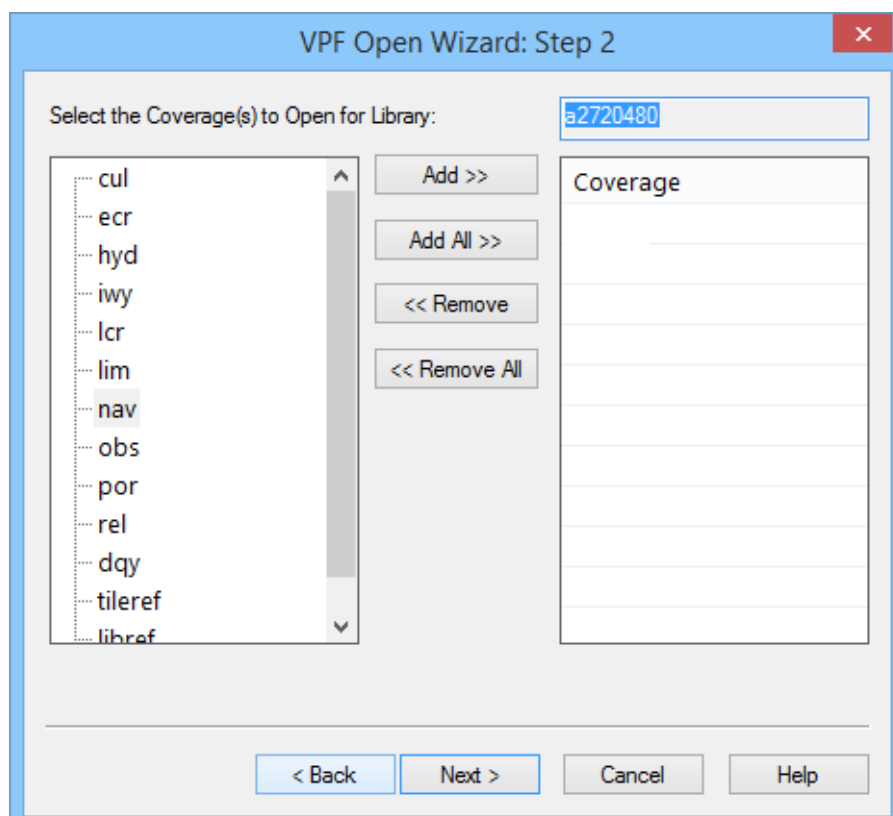 VPF Open Wizard: Step 2
Select the Coverage(s) to Open for Library:
a2720480
cul
ecr
hyd
iwy
lcr
lim
nav
obs
por
rel
dqy
tileref
libref
Add >>
Add All >>
<< Remove
<< Remove All
Coverage
< Back
Next >
Cancel
Help